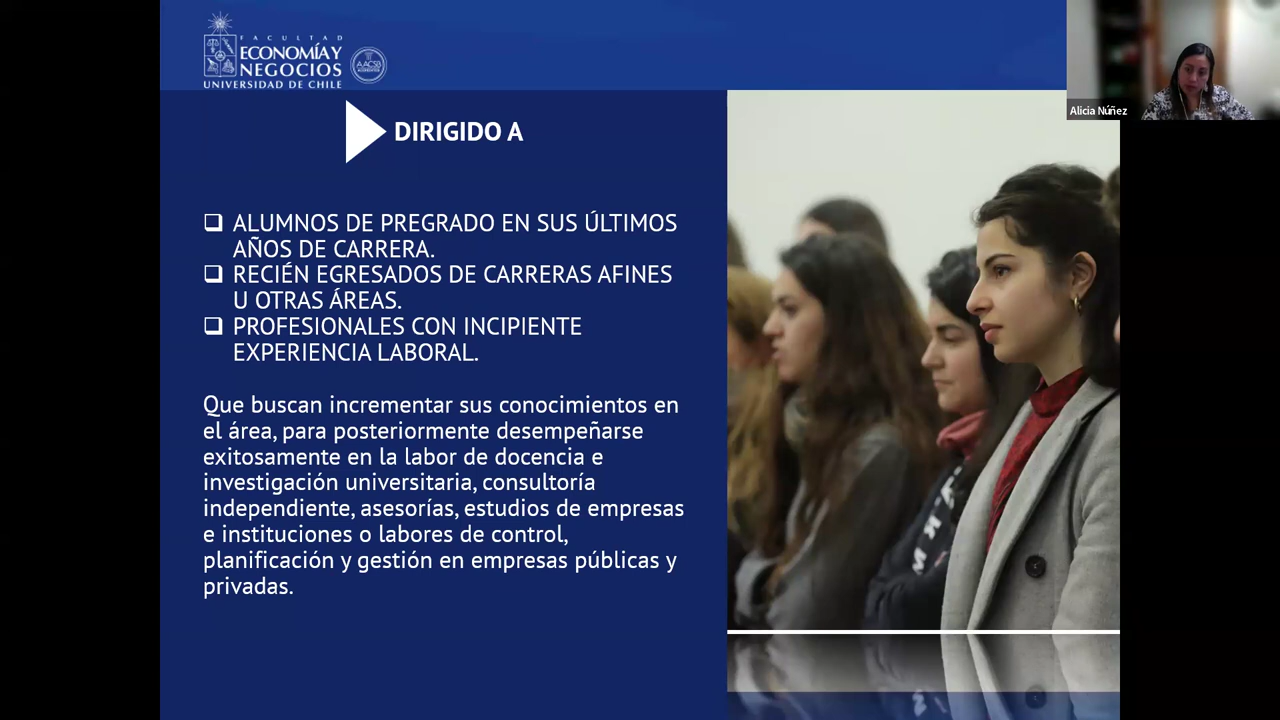 FACULTAD
ECONOMÍA Y
NEGOCIOS
UNIVERSIDAD DE CHILE
AACSB
ACCREDITED
Alicia Núñez
DIRIGIDO A
❑ ALUMNOS DE PREGRADO EN SUS ÚLTIMOS
AÑOS DE CARRERA.
❑ RECIÉN EGRESADOS DE CARRERAS AFINES
U OTRAS ÁREAS.
❑ PROFESIONALES CON INCIPIENTE
EXPERIENCIA LABORAL.
Que buscan incrementar sus conocimientos en
el área, para posteriormente desempeñarse
exitosamente en la labor de docencia e
investigación universitaria, consultoría
independiente, asesorías, estudios de empresas
e instituciones o labores de control,
planificación y gestión en empresas públicas y
privadas.